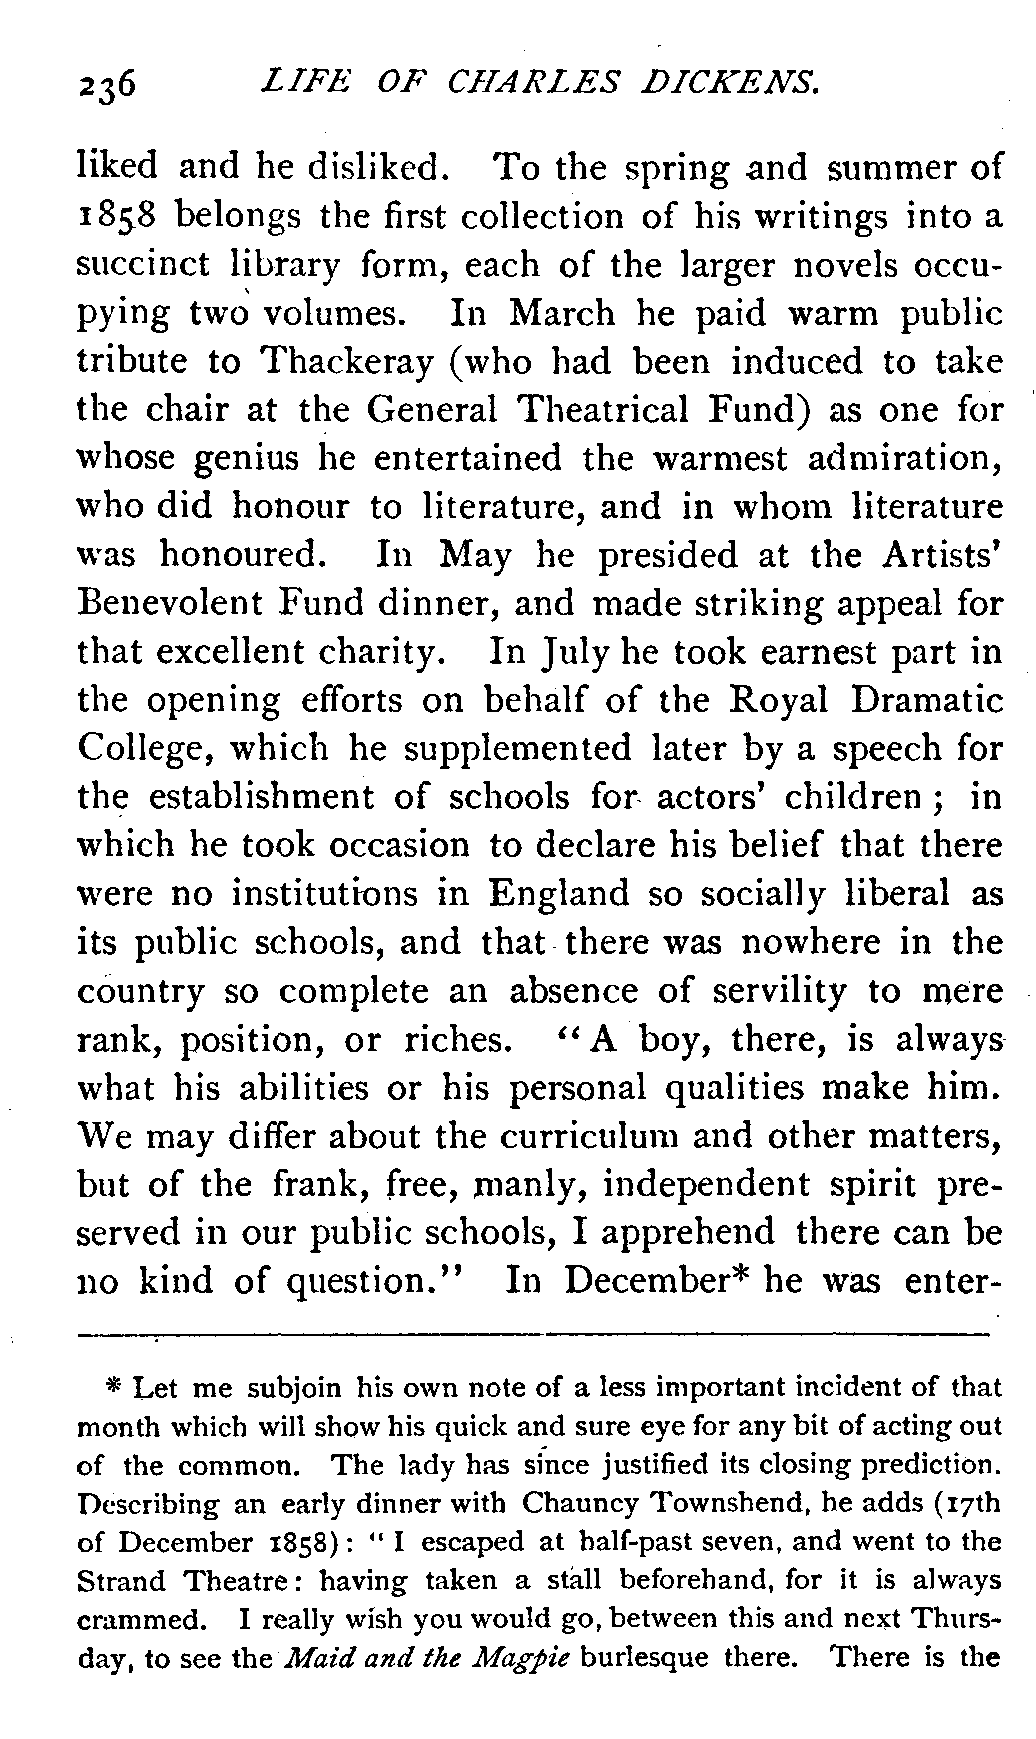 236 LIFE OF CHARLES DICKENS.
liked and he disliked. To the spring and summer of
1858 belongs the first collection of his writings into a
succinct library form, each of the larger novels occu-
pying two volumes. In March he paid warm public
tribute to Thackeray (who had been induced to take
the chair at the General Theatrical Fund) as one for
whose genius he entertained the warmest admiration,
who did honour to literature, and in whom literature
was honoured. In May he presided at the Artists'
Benevolent Fund dinner, and made striking appeal for
that excellent charity. In July he took earnest part in
the opening efforts on behalf of the Royal Dramatic
College, which he supplemented later by a speech for
the establishment of schools for actors' children ; in
which he took occasion to declare his belief that there
were no institutions in England so socially liberal as
its public schools, and that there was nowhere in the
country so complete an absence of servility to mere
rank, position, or riches. "A boy, there, is always
what his abilities or his personal qualities make him.
We may differ about the curriculum and other matters,
but of the frank, free, manly, independent spirit pre-
served in our public schools, I apprehend there can be
no kind of question." In December* he was enter-
* Let me subjoin his own note of a less important incident of that
month which will show his quick and sure eye for any bit of acting out
of the common. The lady has since justified its closing prediction.
Describing an early dinner with Chauncy Townshend, he adds (17th
of December 1858): "I escaped at half-past seven, and went to the
Strand Theatre: having taken a stall beforehand, for it is always
crammed. I really wish you would go, between this and next Thurs-
day, to see the Maid and the Magpie burlesque there. There is the